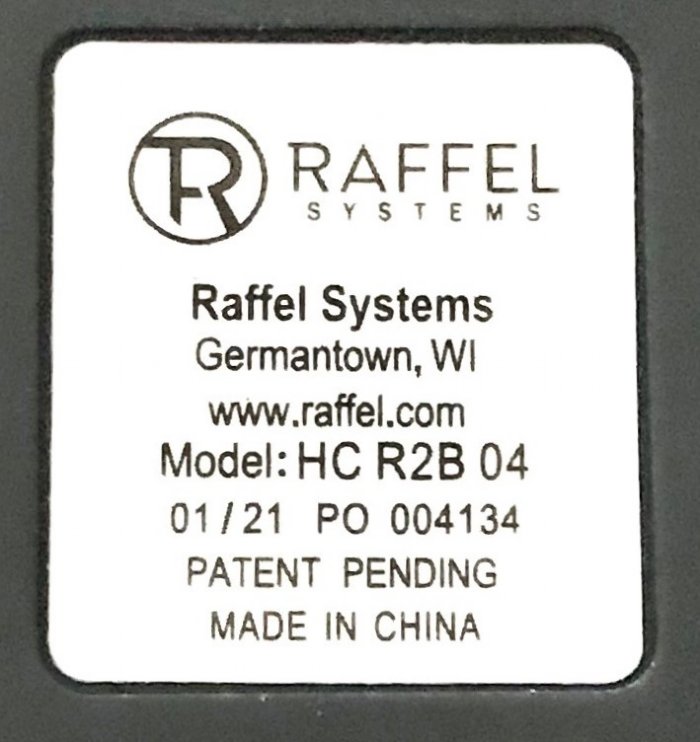 RAFFEL
SYSTEMS
Raffel Systems
Germantown, WI
www.raffel.com
Model: HC R2B 04
01/21 PO 004134
PATENT PENDING
MADE IN CHINA